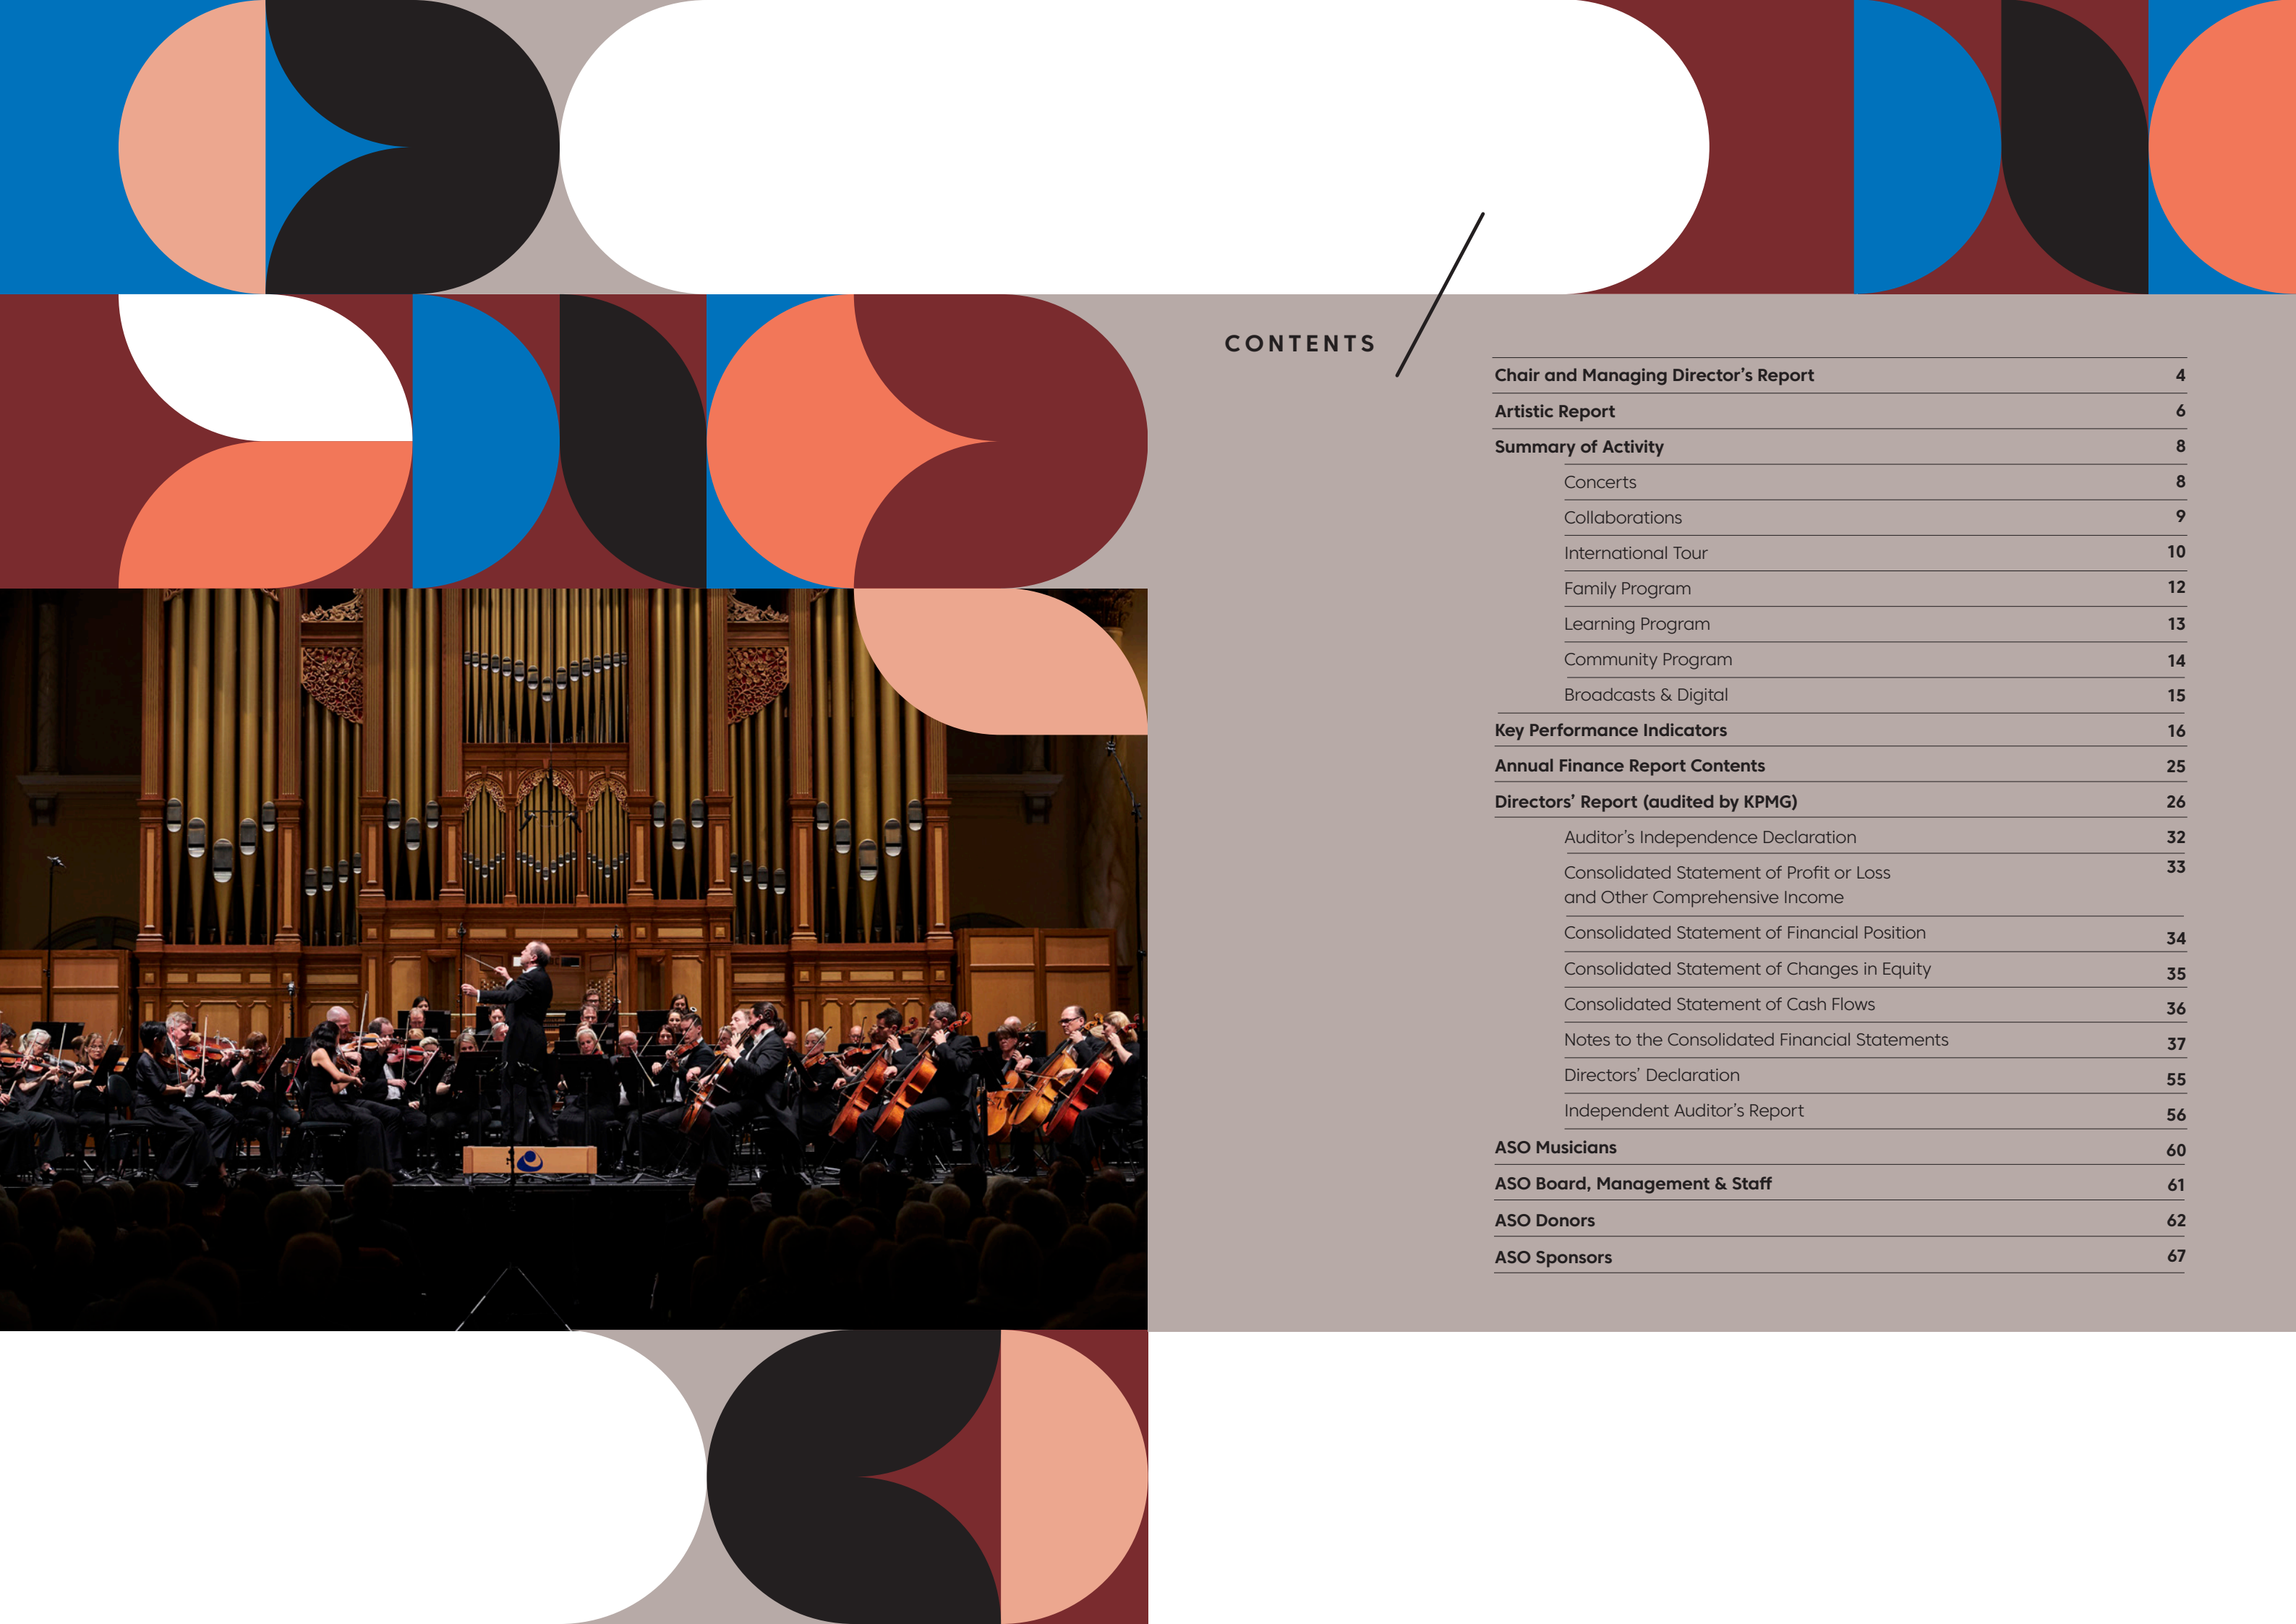 CONTENTS
Chair and Managing Director's Report 4
Artistic Report 6
Summary of Activity 8
Concerts 8
Collaborations 9
International Tour 10
Family Program 12
Learning Program 13
Community Program 14
Broadcasts & Digital 15
Key Performance Indicators 16
Annual Finance Report Contents 25
Directors' Report (audited by KPMG) 26
Auditor's Independence Declaration 32
Consolidated Statement of Profit or Loss 33
and Other Comprehensive Income
Consolidated Statement of Financial Position 34
Consolidated Statement of Changes in Equity 35
Consolidated Statement of Cash Flows 36
Notes to the Consolidated Financial Statements 37
Directors' Declaration 55
Independent Auditor's Report 56
ASO Musicians 60
ASO Board, Management & Staff 61
ASO Donors 62
ASO Sponsors 67